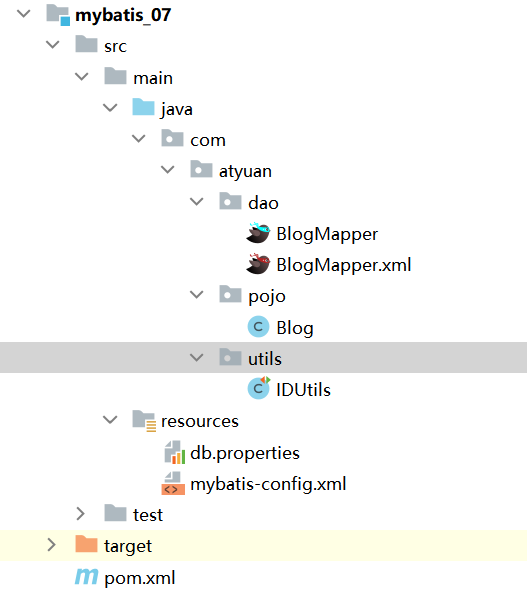 mybatis_07
src
main
java
com
atyuan
dao
BlogMapper
BlogMapper.xml
pojo
C Blog
utils
C IDUtils
resources
db.properties
mybatis-config.xml
test
target
m pom.xml